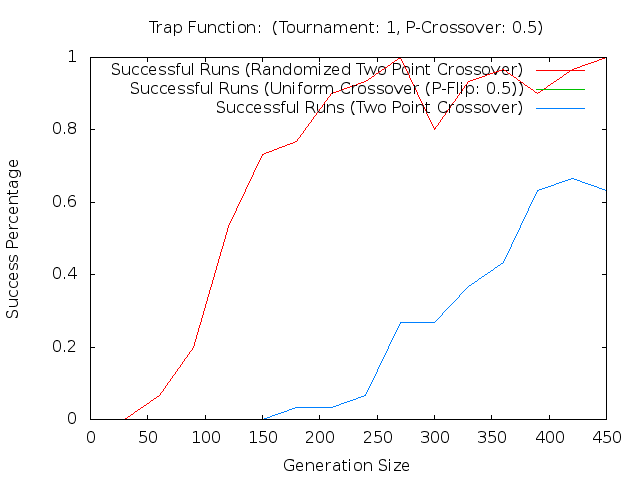 Trap Function:  (Tournament: 1, P-Crossover: 0.5)
Successful Runs (Randomized Two Point Crossover)
Successful Runs (Uniform Crossover (P-Flip: 0.5))
Successful Runs (Two Point Crossover)
1
0.8
0.6
0.4
0.2
0
Success Percentage
0 50 100 150 200 250 300 350 400 450
Generation Size